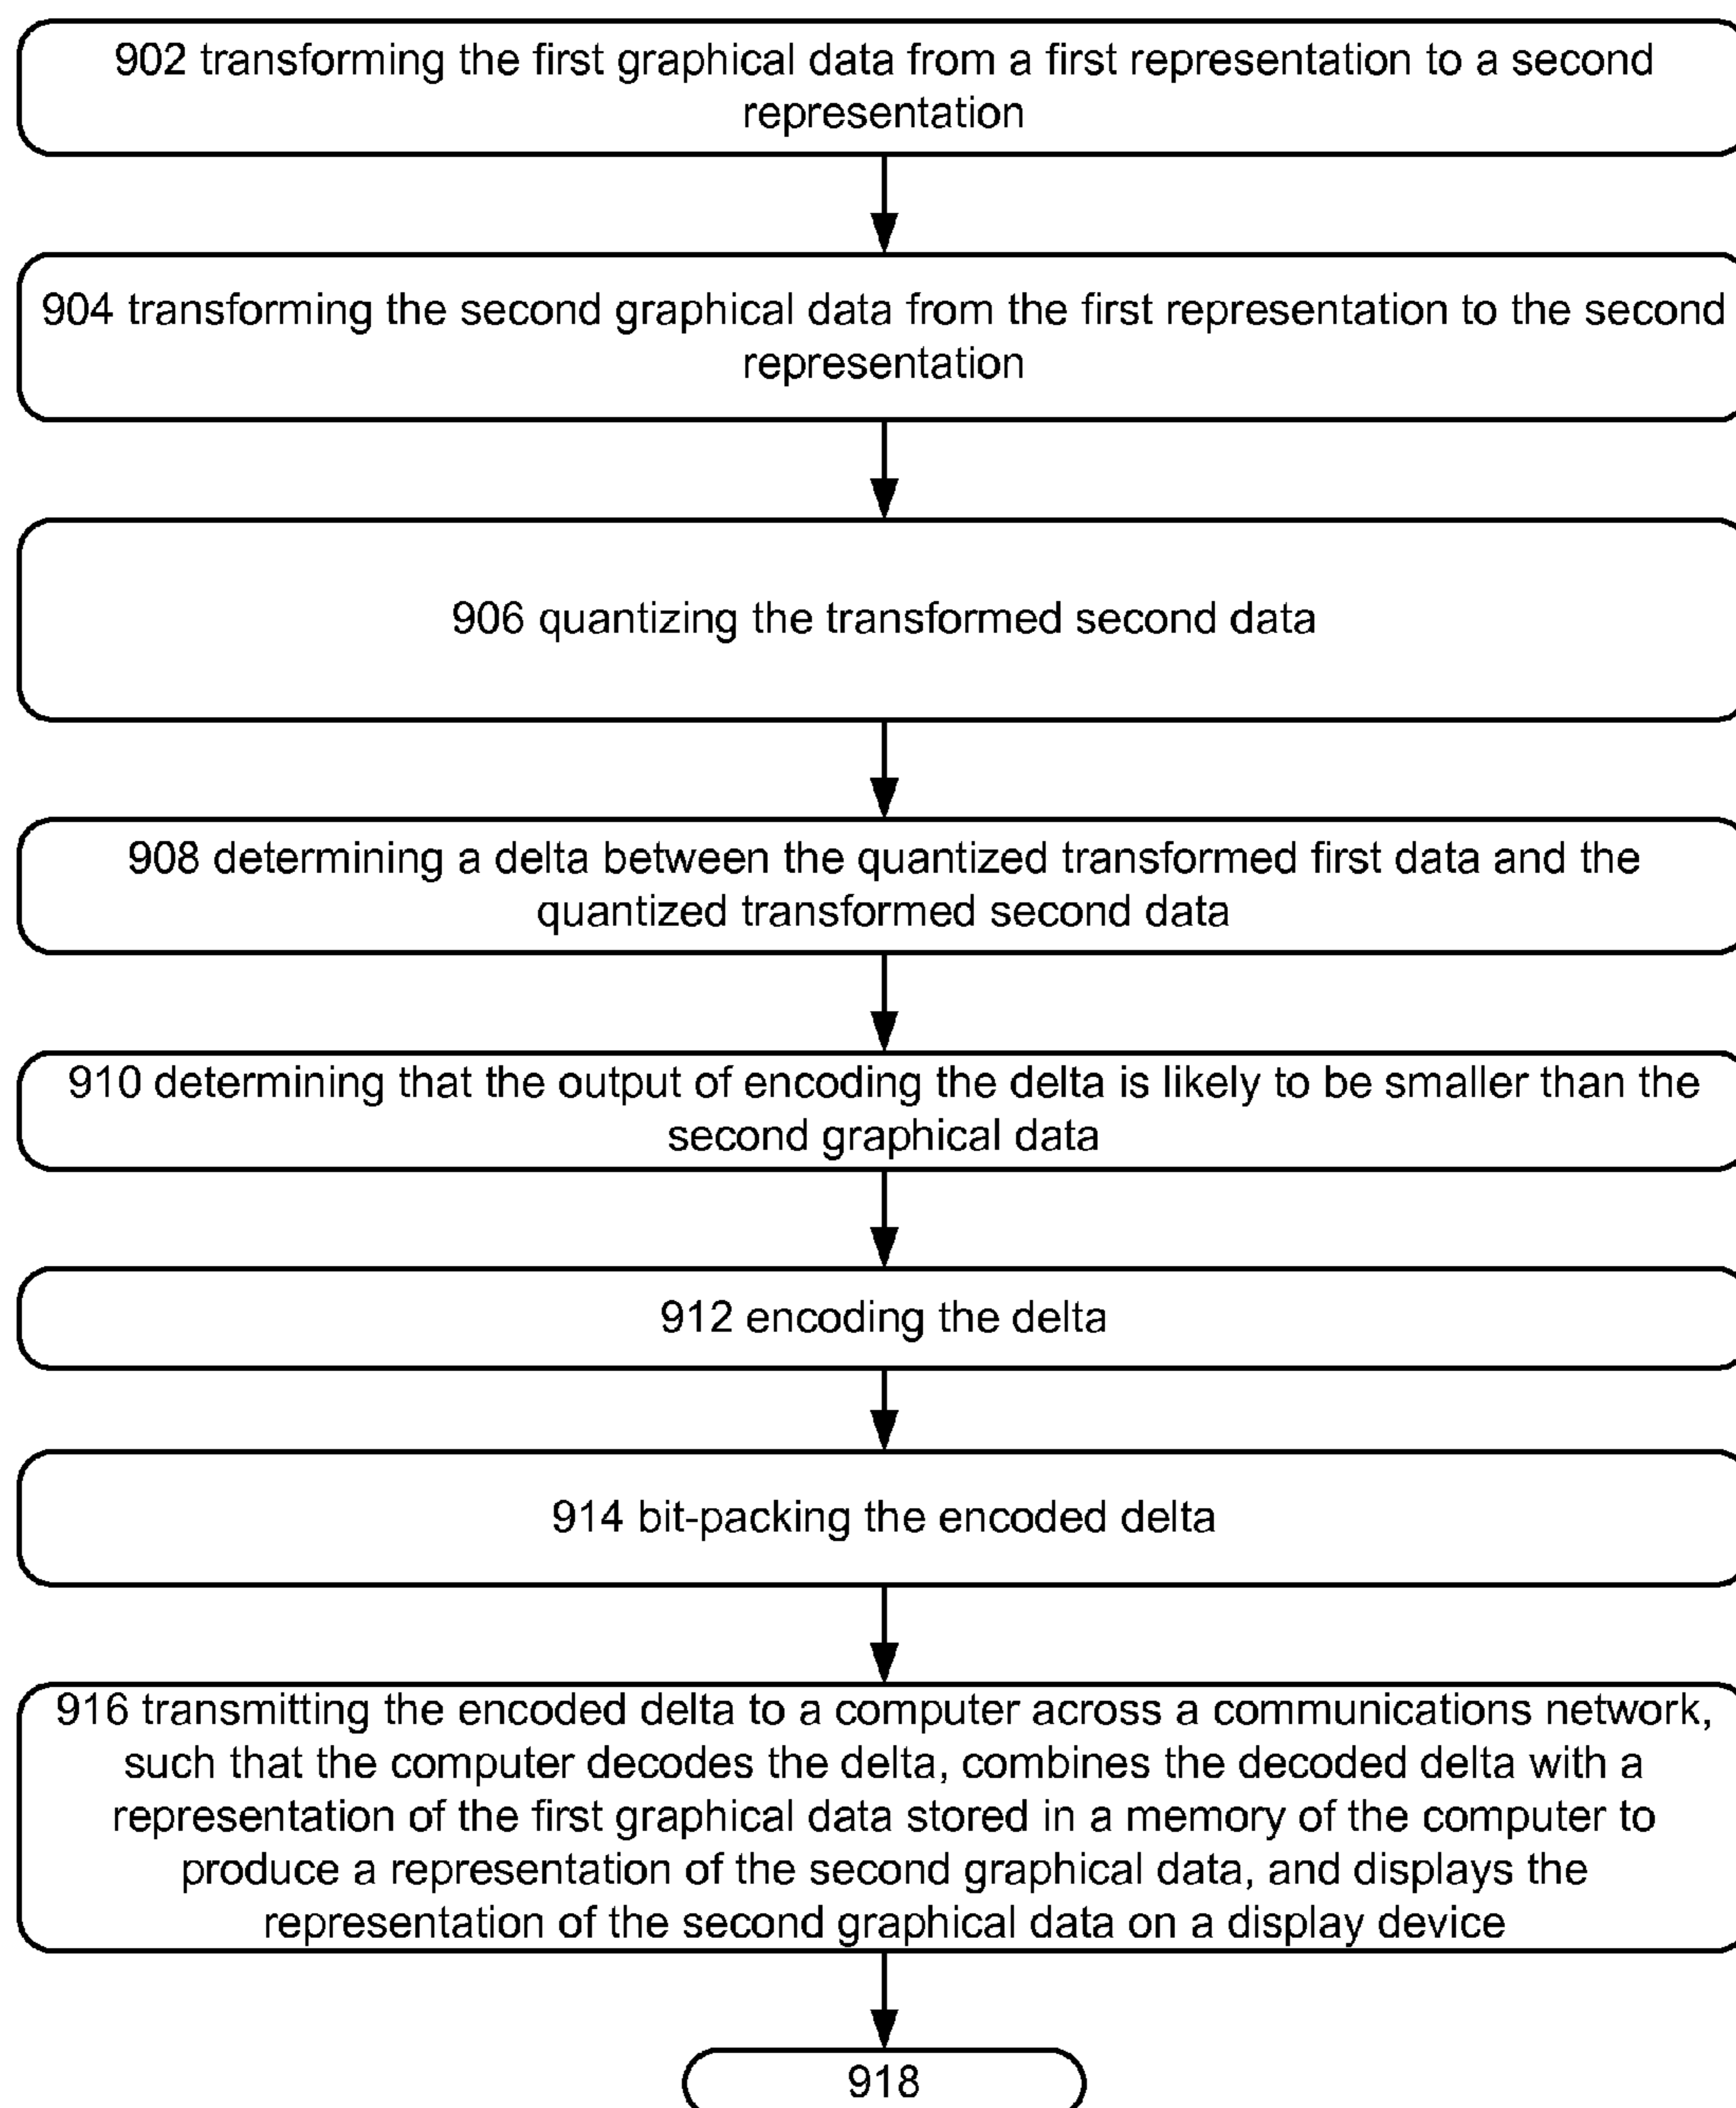 902 transforming the first graphical data from a first representation to a second
representation
904 transforming the second graphical data from the first representation to the second
representation
906 quantizing the transformed second data
908 determining a delta between the quantized transformed first data and the
quantized transformed second data
910 determining that the output of encoding the delta is likely to be smaller than the
second graphical data
912 encoding the delta
914 bit-packing the encoded delta
916 transmitting the encoded delta to a computer across a communications network,
such that the computer decodes the delta, combines the decoded delta with a
representation of the first graphical data stored in a memory of the computer to
produce a representation of the second graphical data, and displays the
representation of the second graphical data on a display device
918